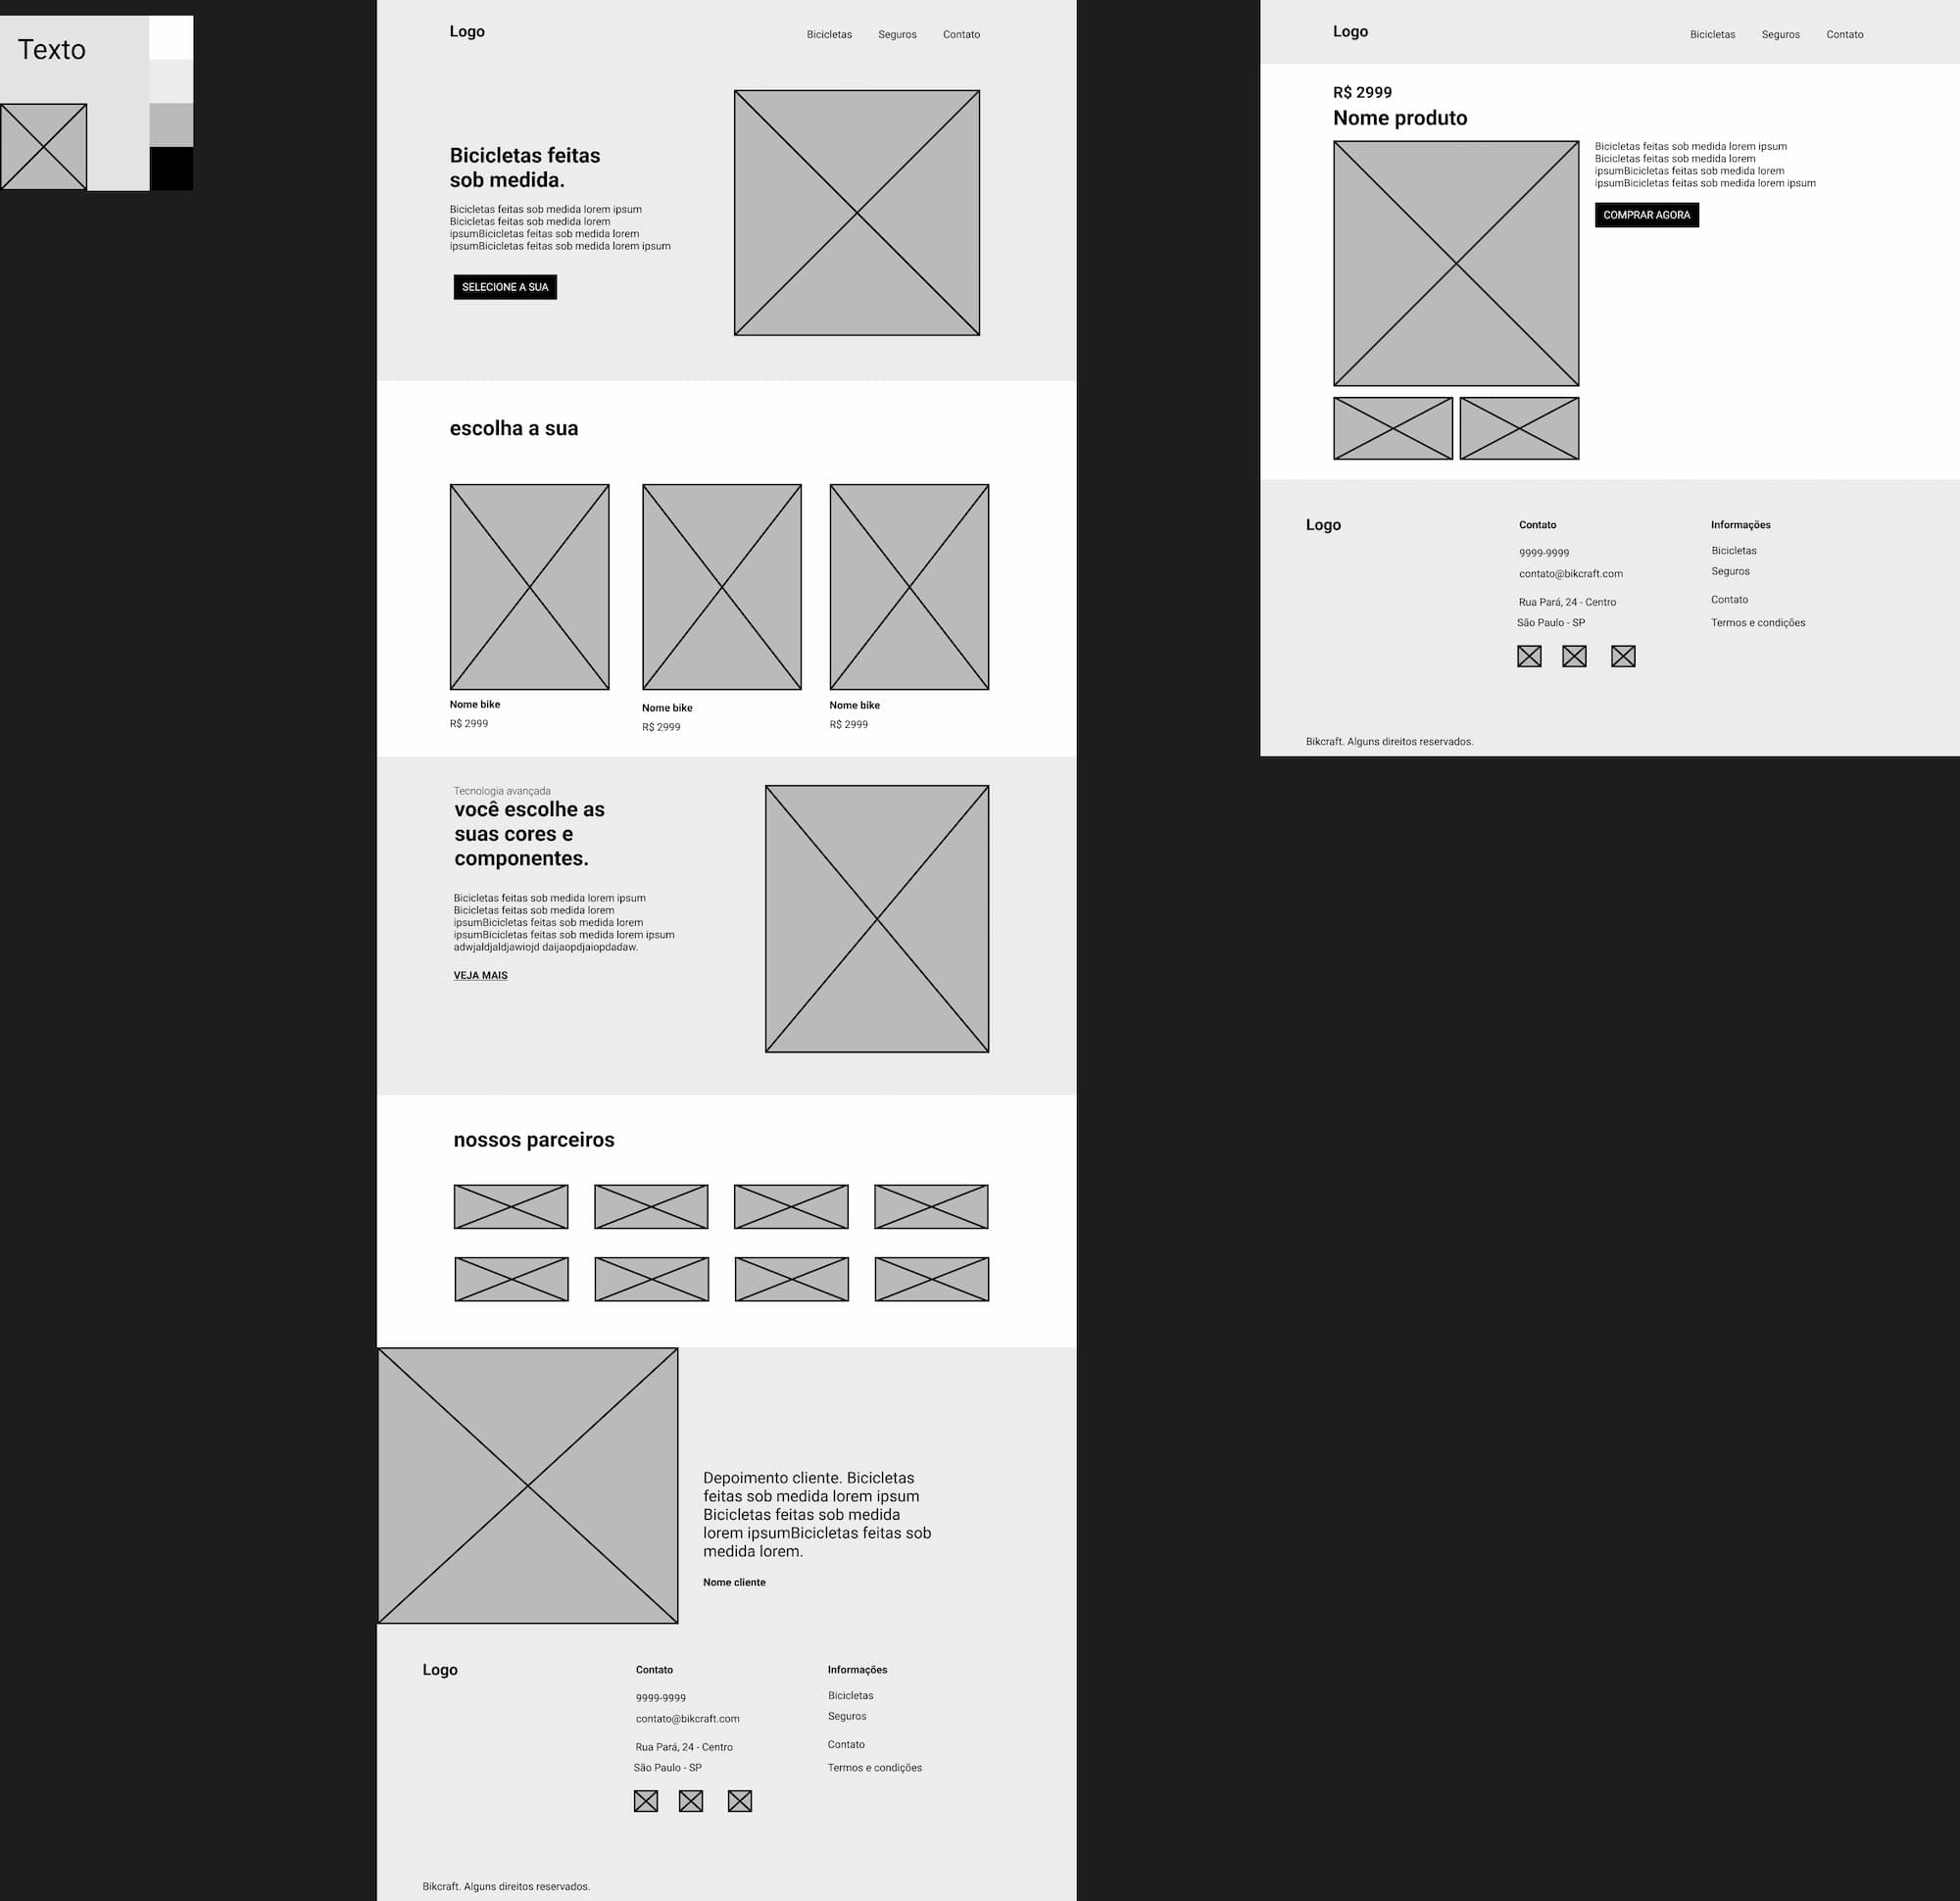 Texto
Logo
Bicicletas Seguros Contato
Bicicletas feitas
sob medida.
Bicicletas feitas sob medida lorem ipsum
Bicicletas feitas sob medida lorem
ipsumBicicletas feitas sob medida lorem
ipsumBicicletas feitas sob medida lorem ipsum
SELECIONE A SUA
escolha a sua
Nome bike
R$ 2999
Nome bike
R$ 2999
Nome bike
R$ 2999
Tecnologia avançada
você escolhe as
suas cores e
componentes.
Bicicletas feitas sob medida lorem ipsum
Bicicletas feitas sob medida lorem
ipsumBicicletas feitas sob medida lorem
ipsumBicicletas feitas sob medida lorem ipsum
adwjaldjaldjawiojd daijaopdjaiopdadaw.
VEJA MAIS
nossos parceiros
Depoimento cliente. Bicicletas
feitas sob medida lorem ipsum
Bicicletas feitas sob medida
lorem ipsumBicicletas feitas sob
medida lorem.
Nome cliente
Logo
Contato
9999-9999
contato@bikcraft.com
Rua Pará, 24 - Centro
São Paulo - SP
Informações
Bicicletas
Seguros
Contato
Termos e condições
Bikcraft. Alguns direitos reservados.
Logo
Bicicletas Seguros Contato
R$ 2999
Nome produto
Bicicletas feitas sob medida lorem ipsum
Bicicletas feitas sob medida lorem
ipsumBicicletas feitas sob medida lorem
ipsumBicicletas feitas sob medida lorem ipsum
COMPRAR AGORA
Logo
Contato
9999-9999
contato@bikcraft.com
Rua Pará, 24 - Centro
São Paulo - SP
Informações
Bicicletas
Seguros
Contato
Termos e condições
Bikcraft. Alguns direitos reservados.